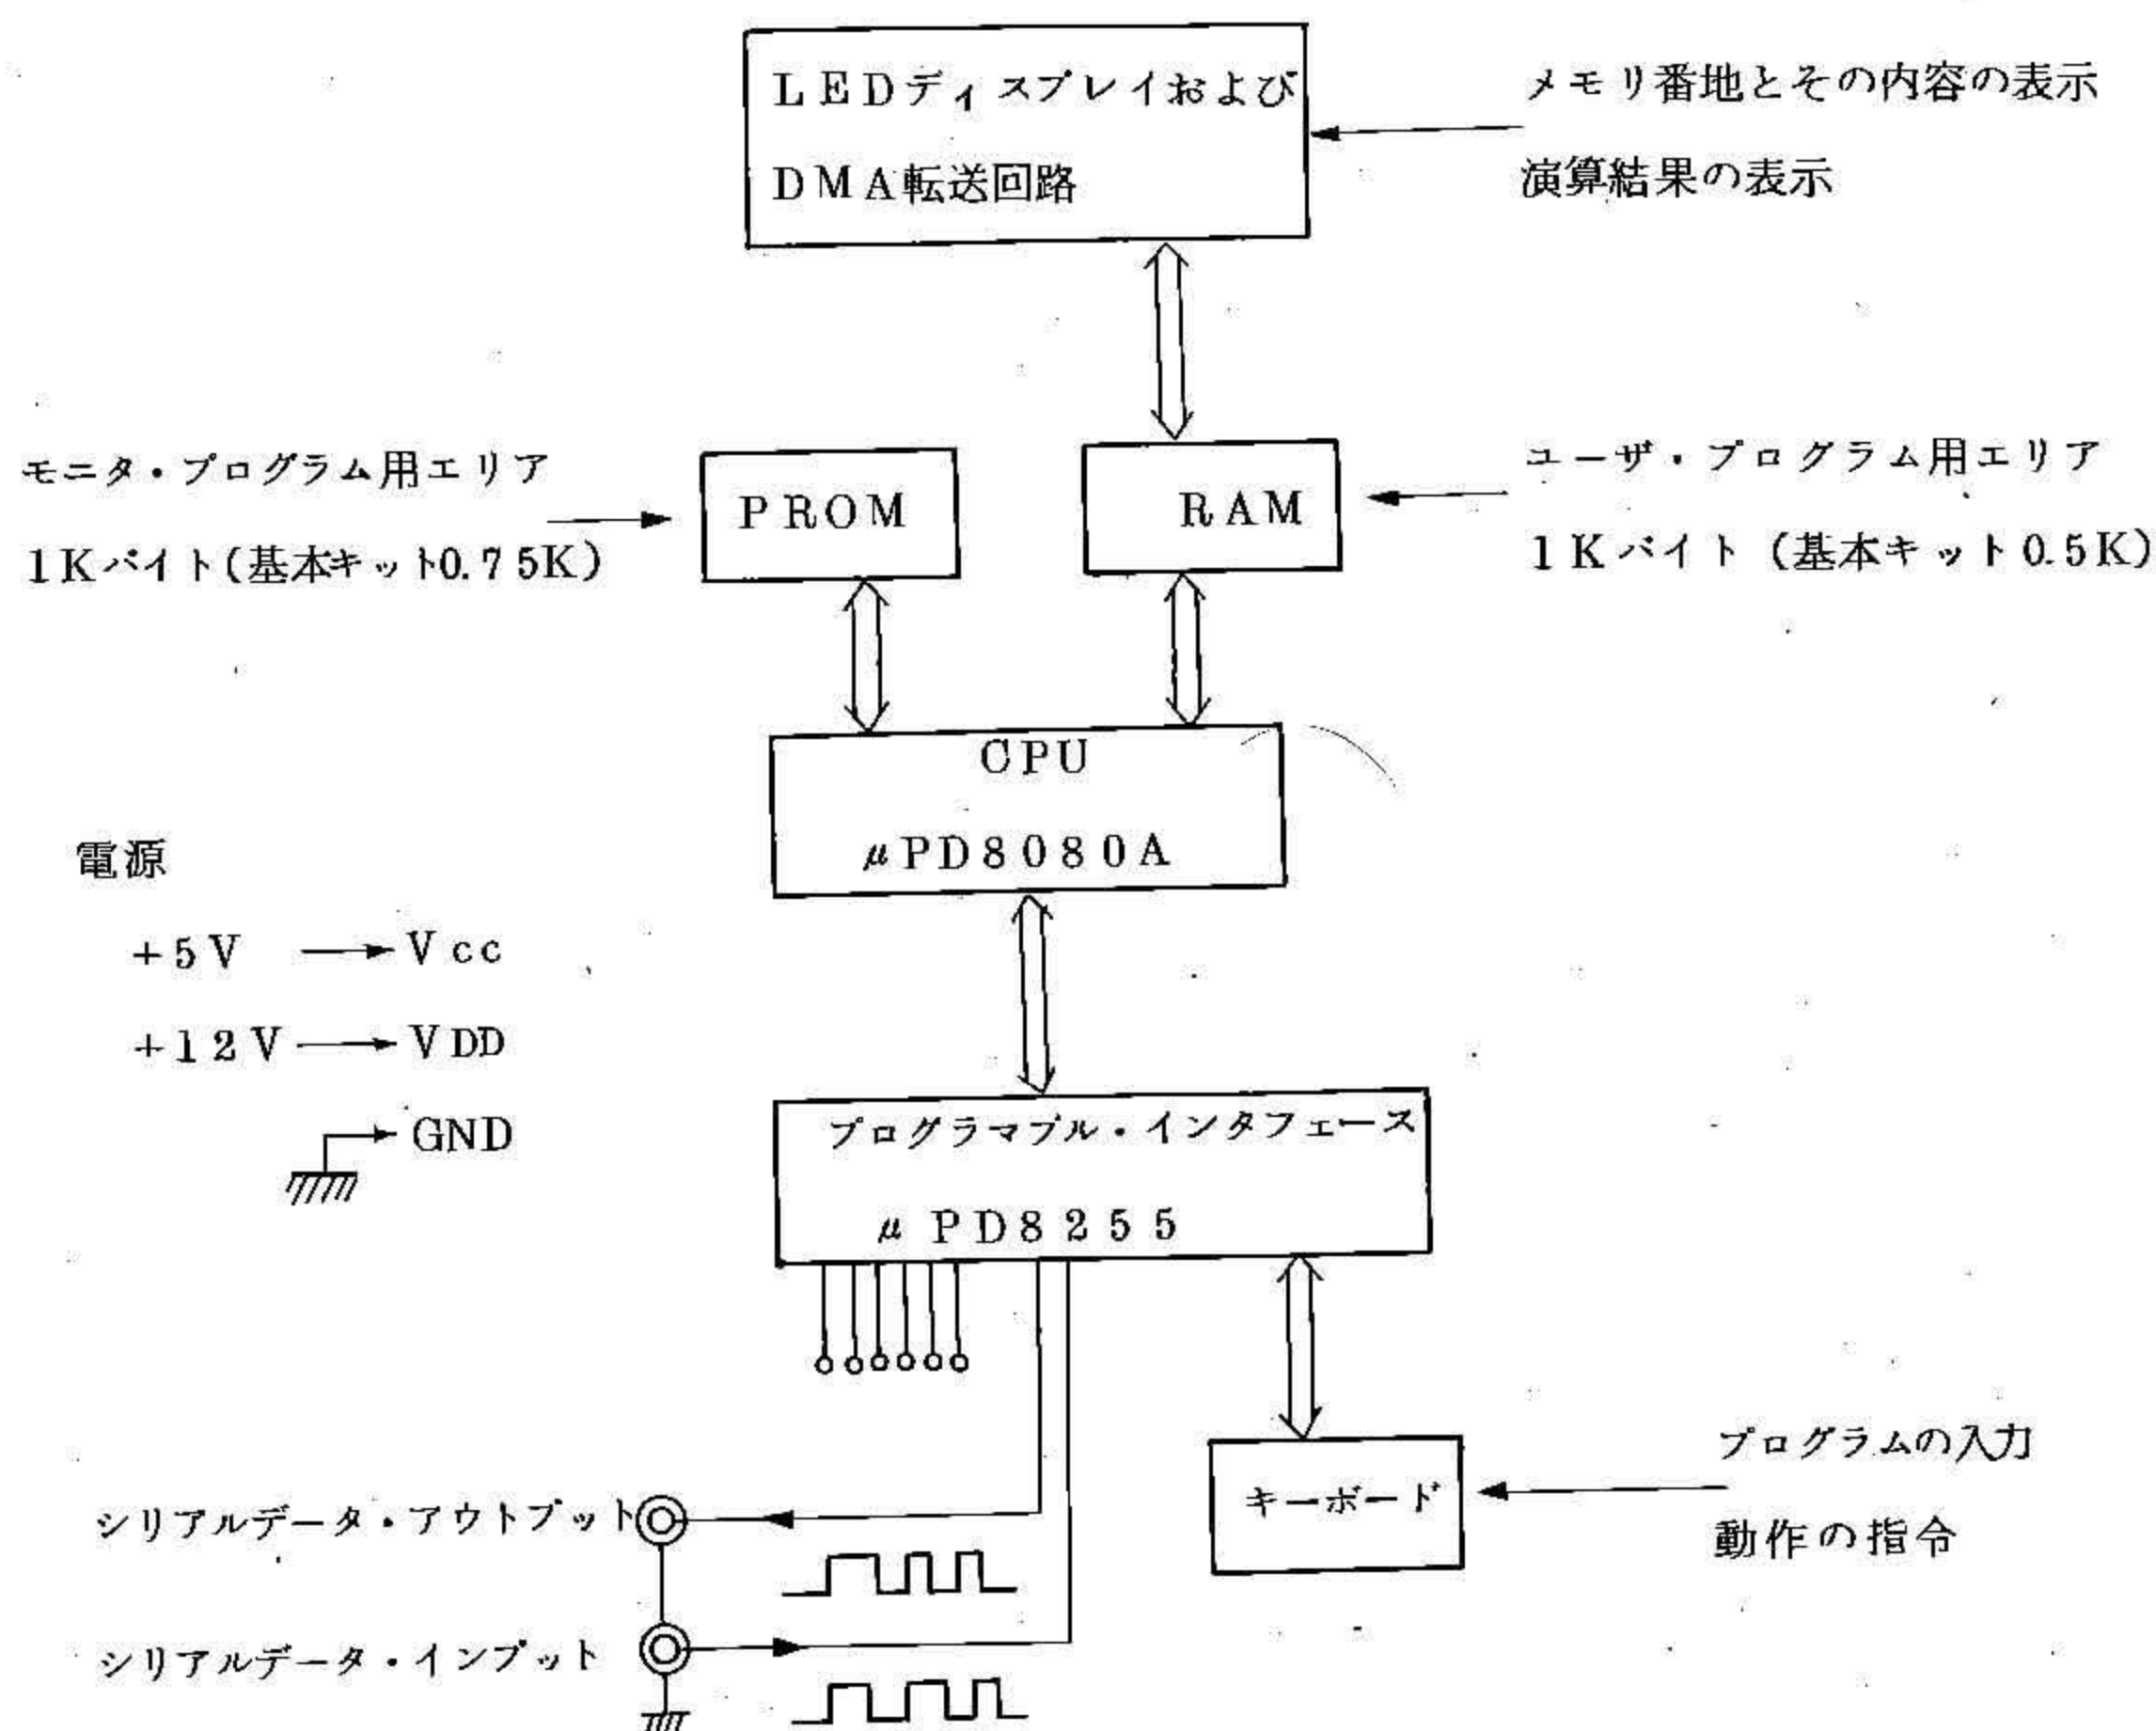 LEDディスプレイおよび
DMA転送回路
メモリ番地とその内容の表示
演算結果の表示
モニタ・プログラム用エリア
1Kバイト(基本キット0.75K)
PROM
RAM
ユーザ・プログラム用エリア
1Kバイト(基本キット0.5K)
CPU
μPD8080A
電源
+5V Vcc
+12V VDD
GND
プログラマブル・インタフェース
μPD8255
キーボード
プログラムの入力
動作の指令
シリアルデータ・アウトプット
シリアルデータ・インプット